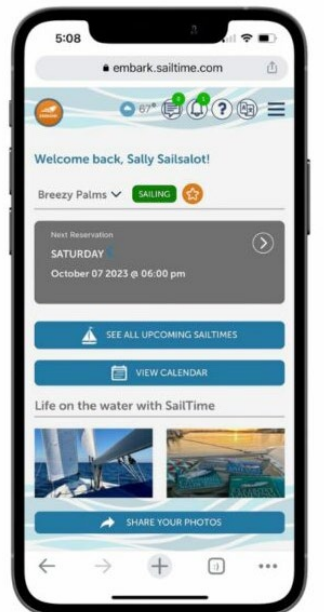 5:08
embark.sailtime.com
67°
Welcome back, Sally Sailsalot!
Breezy Palms
SAILING
Next Reservation
SATURDAY
October 07 2023 @ 06:00 pm
SEE ALL UPCOMING SAILTIMES
VIEW CALENDAR
Life on the water with SailTime
SHARE YOUR PHOTOS
:)